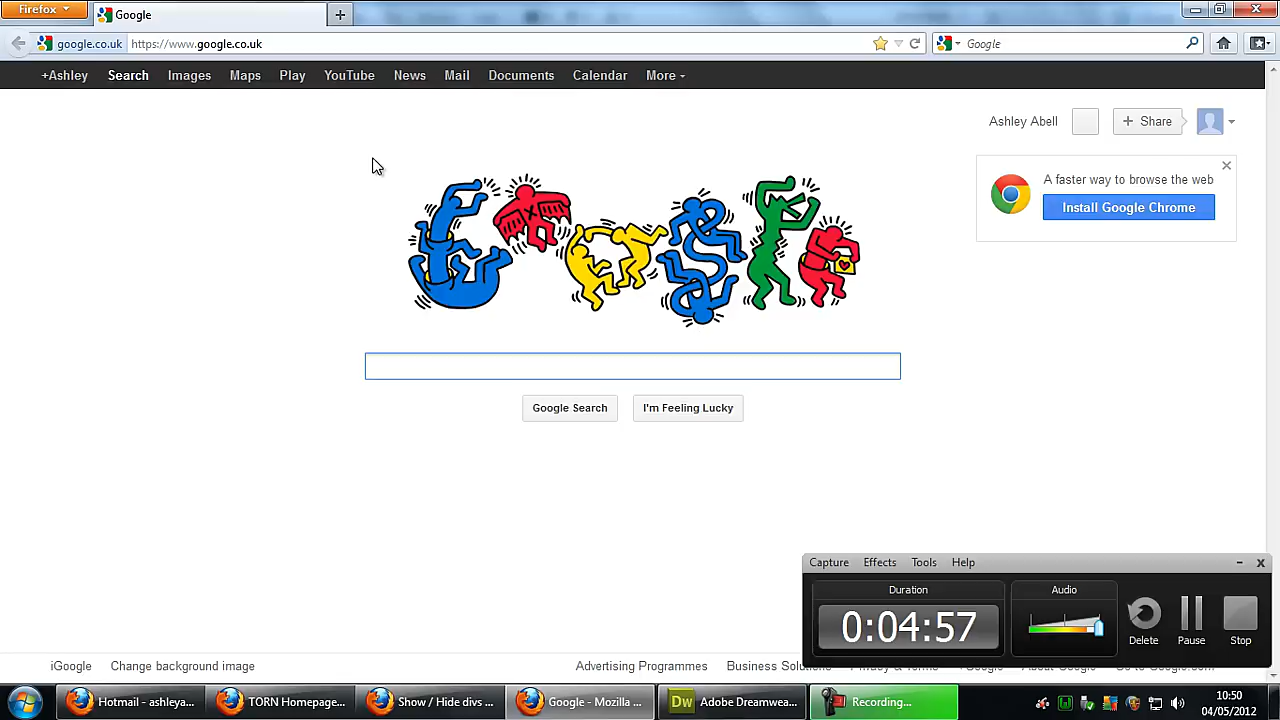 Firefox
Google
google.co.uk https://www.google.co.uk
Google
+Ashley Search Images Maps Play YouTube News Mail Documents Calendar More
Ashley Abell
+ Share
A faster way to browse the web
Install Google Chrome
Google Search
I'm Feeling Lucky
Capture Effects Tools Help
Duration
Audio
0:04:57
Delete
Pause
Stop
iGoogle Change background image
Advertising Programmes Business
Hotmail - ashleya...
TORN Homepage...
Show / Hide divs ...
Google - Mozilla ...
Dw Adobe Dreamwea...
Recording...
10:50
04/05/2012